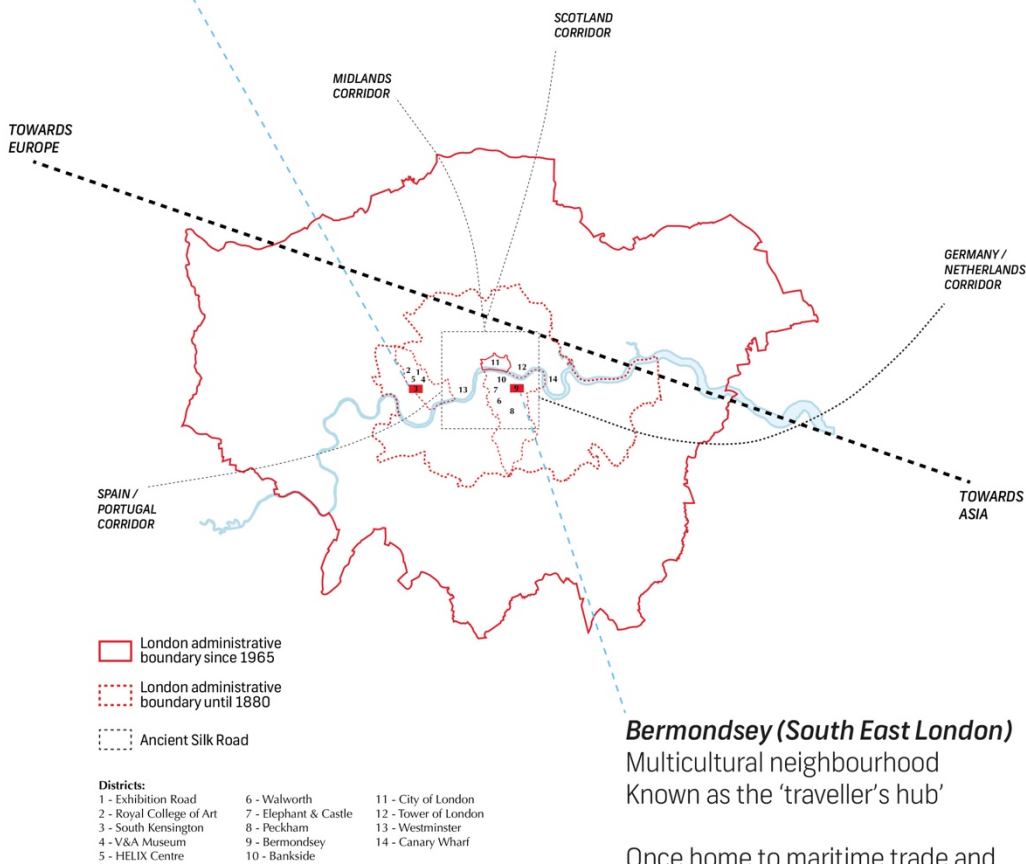 SCOTLAND
CORRIDOR
MIDLANDS
CORRIDOR
TOWARDS
EUROPE
GERMANY /
NETHERLANDS
CORRIDOR
11
12
2 1
5 4
3
13
10
7
9
14
6
8
SPAIN /
PORTUGAL
CORRIDOR
TOWARDS
ASIA
London administrative
boundary since 1965
London administrative
boundary until 1880
Ancient Silk Road
Districts:
1 - Exhibition Road
2 - Royal College of Art
3 - South Kensington
4 - V&A Museum
5 - HELIX Centre
6 - Walworth
7 - Elephant & Castle
8 - Peckham
9 - Bermondsey
10 - Bankside
11 - City of London
12 - Tower of London
13 - Westminster
14 - Canary Wharf
Bermondsey (South East London)
Multicultural neighbourhood
Known as the ‘traveller’s hub’
Once home to maritime trade and